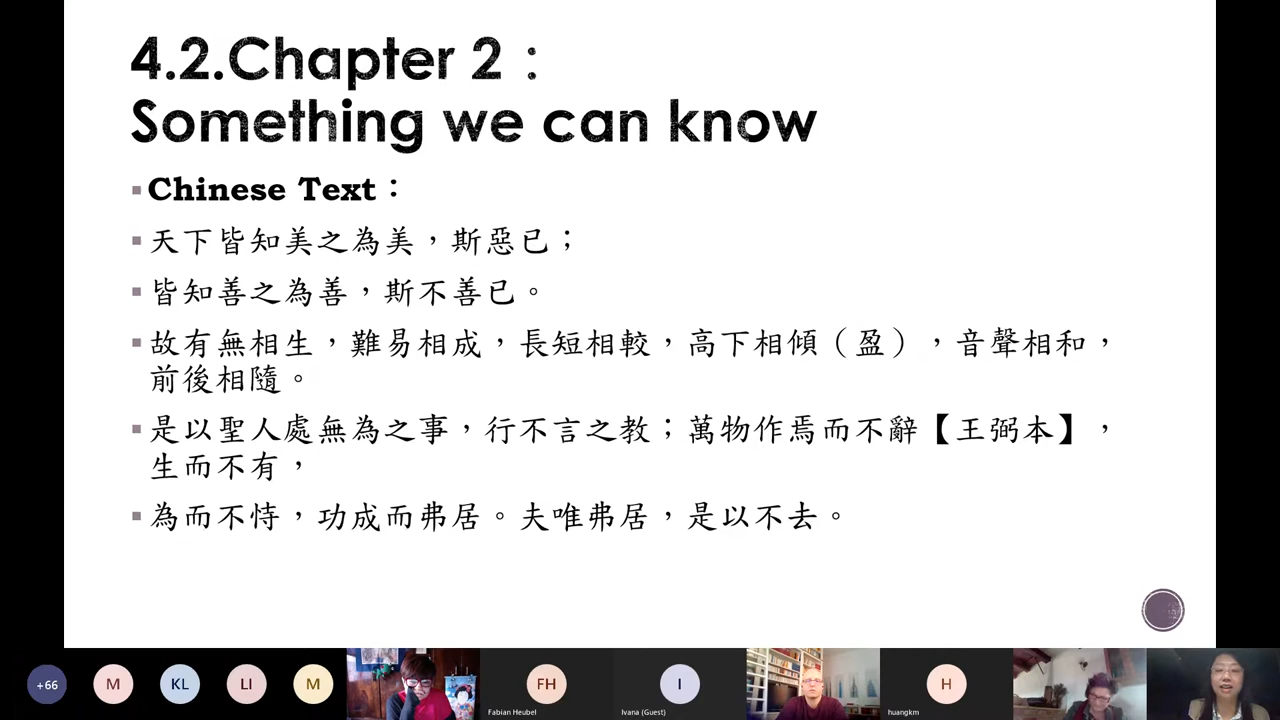 4.2.Chapter 2：
Something we can know
Chinese Text：
天下皆知美之為美，斯惡已；
皆知善之為善，斯不善已。
故有無相生，難易相成，長短相較，高下相傾（盈），音聲相和，
前後相隨。
是以聖人處無為之事，行不言之教；萬物作焉而不辭【王弼本】，
生而不有，
為而不恃，功成而弗居。夫唯弗居，是以不去。
+66
M
KL
LI
M
FH
Fabian Heubel
I
Ivana (Guest)
H
huangkm